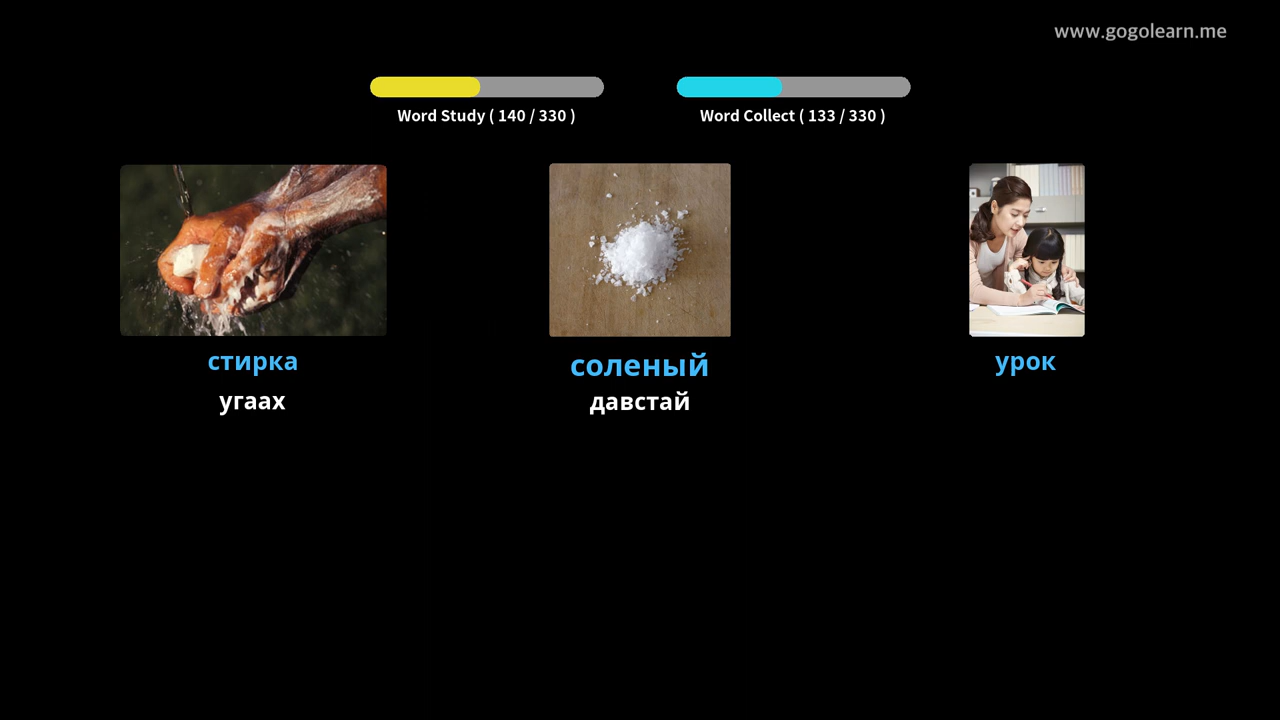 www.gogolearn.me
Word Study ( 140 / 330 )
Word Collect ( 133 / 330 )
стирка
соленый
урок
угаах
давстай